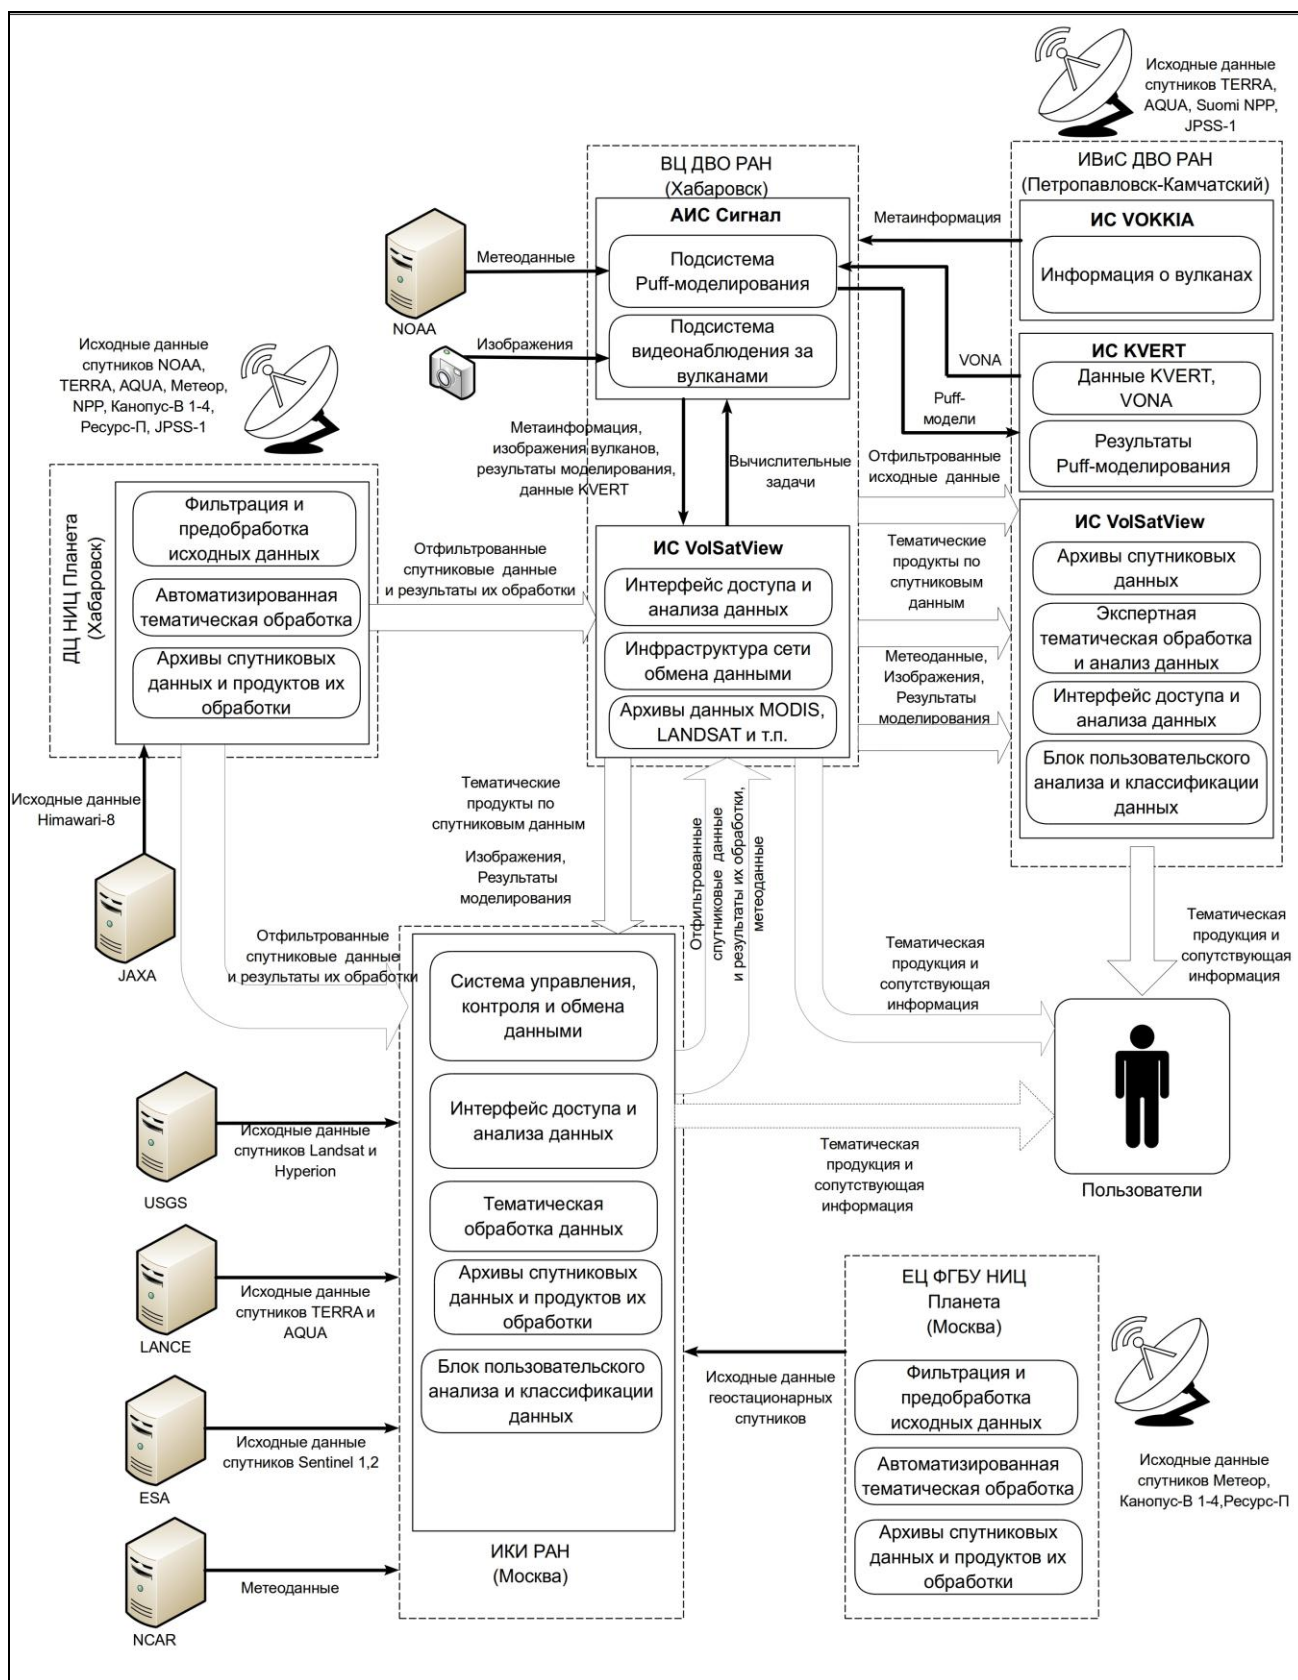 Исходные данные
спутников TERRA,
AQUA, Suomi NPP,
JPSS-1
ВЦ ДВО РАН
(Хабаровск)
ИВиС ДВО РАН
(Петропавловск-Камчатский)
АИС Сигнал
Подсистема
Puff-моделирования
Подсистема
видеонаблюдения за
вулканами
Метеоданные
NOAA
Изображения
Метаинформация
ИС VOKKIA
Информация о вулканах
VONA
Puff-
модели
ИС KVERT
Данные KVERT,
VONA
Результаты
Puff-моделирования
Исходные данные
спутников NOAA,
TERRA, AQUA, Метеор,
NPP, Канопус-В 1-4,
Ресурс-П, JPSS-1
Метаинформация,
изображения вулканов,
результаты моделирования,
данные KVERT
Вычислительные
задачи
Отфильтрованные
исходные данные
ДЦ НИЦ Планета
(Хабаровск)
Фильтрация и
предобработка
исходных данных
Автоматизированная
тематическая обработка
Архивы спутниковых
данных и продуктов их
обработки
Отфильтрованные
спутниковые данные
и результаты их обработки
ИС VolSatView
Интерфейс доступа и
анализа данных
Инфраструктура сети
обмена данными
Архивы данных MODIS,
LANDSAT и т.п.
Тематические
продукты по
спутниковым
данным
Метеоданные,
Изображения,
Результаты
моделирования
ИС VolSatView
Архивы спутниковых
данных
Экспертная
тематическая обработка
и анализ данных
Интерфейс доступа и
анализа данных
Блок пользовательского
анализа и классификации
данных
Исходные данные
Himawari-8
JAXA
Тематические
продукты по
спутниковым данным
Изображения,
Результаты
моделирования
Отфильтрованные
спутниковые данные
и результаты их обработки,
метеоданные
Отфильтрованные
спутниковые данные
и результаты их обработки
Тематическая
продукция и
сопутствующая
информация
Тематическая
продукция и
сопутствующая
информация
Система управления,
контроля и обмена
данными
Интерфейс доступа и
анализа данных
Тематическая
обработка данных
Архивы спутниковых
данных и продуктов их
обработки
Блок пользовательского
анализа и классификации
данных
ИКИ РАН
(Москва)
Исходные данные
спутников Landsat и
Hyperion
USGS
Исходные данные
спутников TERRA и
AQUA
LANCE
Исходные данные
спутников Sentinel 1,2
ESA
Метеоданные
NCAR
Тематическая
продукция и
сопутствующая
информация
Пользователи
Исходные данные
геостационарных
спутников
ЕЦ ФГБУ НИЦ
Планета
(Москва)
Фильтрация и
предобработка
исходных данных
Автоматизированная
тематическая обработка
Архивы спутниковых
данных и продуктов их
обработки
Исходные данные
спутников Метеор,
Канопус-В 1-4,Ресурс-П